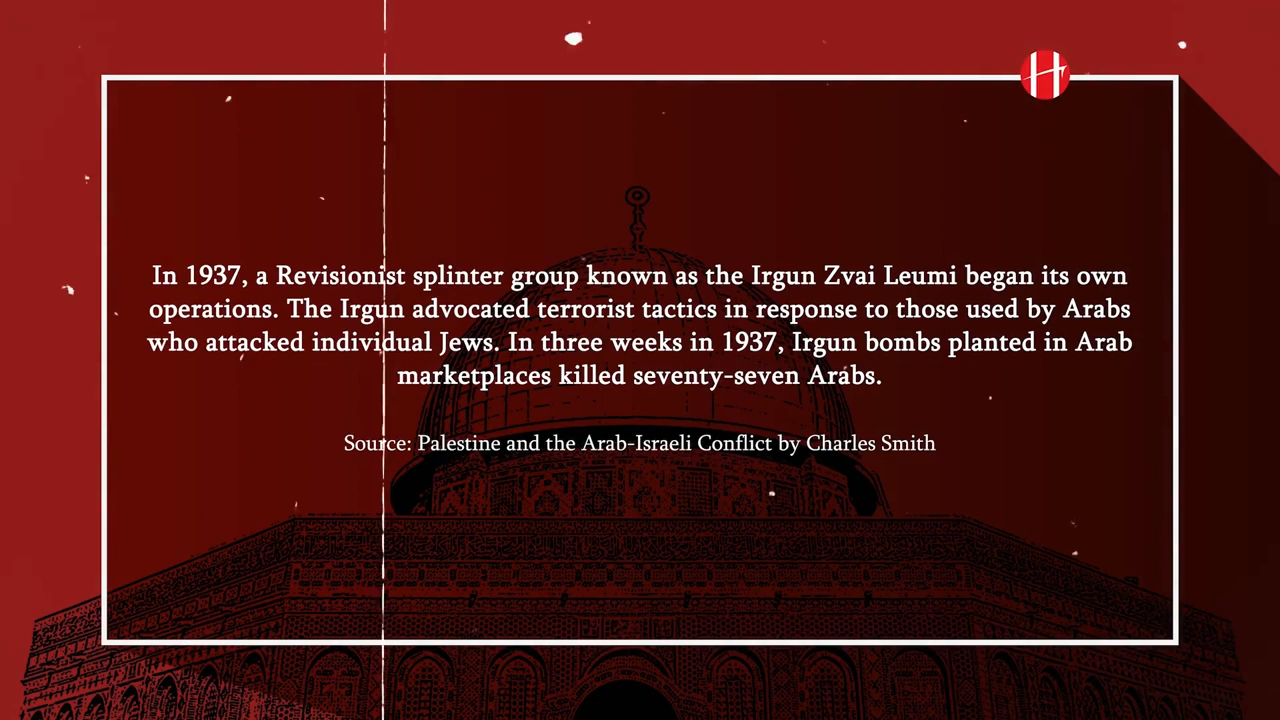 In 1937, a Revisionist splinter group known as the Irgun Zvai Leumi began its own
operations. The Irgun advocated terrorist tactics in response to those used by Arabs
who attacked individual Jews. In three weeks in 1937, Irgun bombs planted in Arab
marketplaces killed seventy-seven Arabs.
Source: Palestine and the Arab-Israeli Conflict by Charles Smith